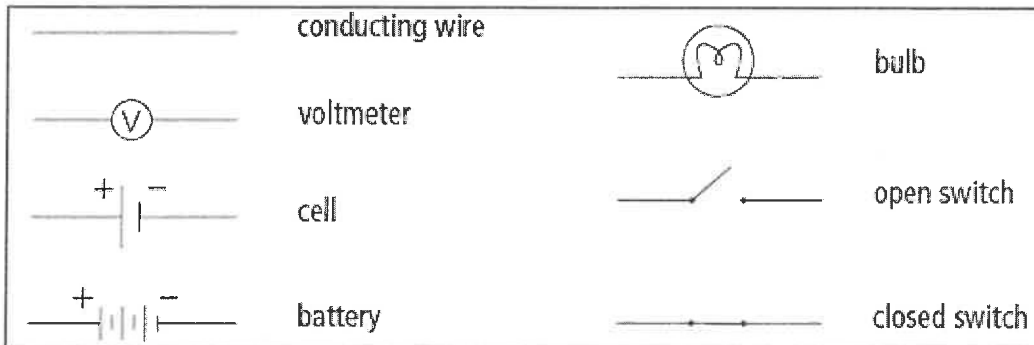 conducting wire
V
voltmeter
+ −
cell
+ −
battery
bulb
open switch
closed switch